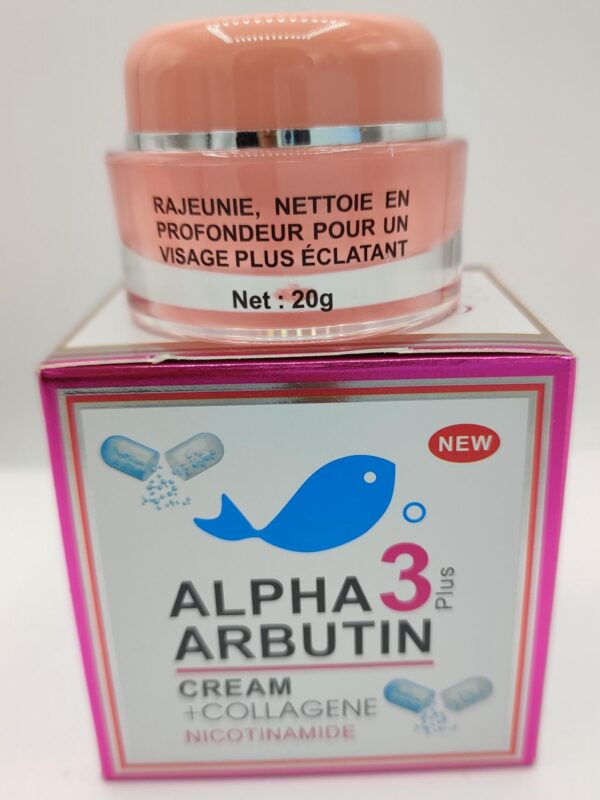 RAJEUNIE, NETTOIE EN
PROFONDEUR POUR UN
VISAGE PLUS ÉCLATANT
Net : 20g
NEW
ALPHA 3 Plus
ARBUTIN
CREAM
+COLLAGENE
NICOTINAMIDE